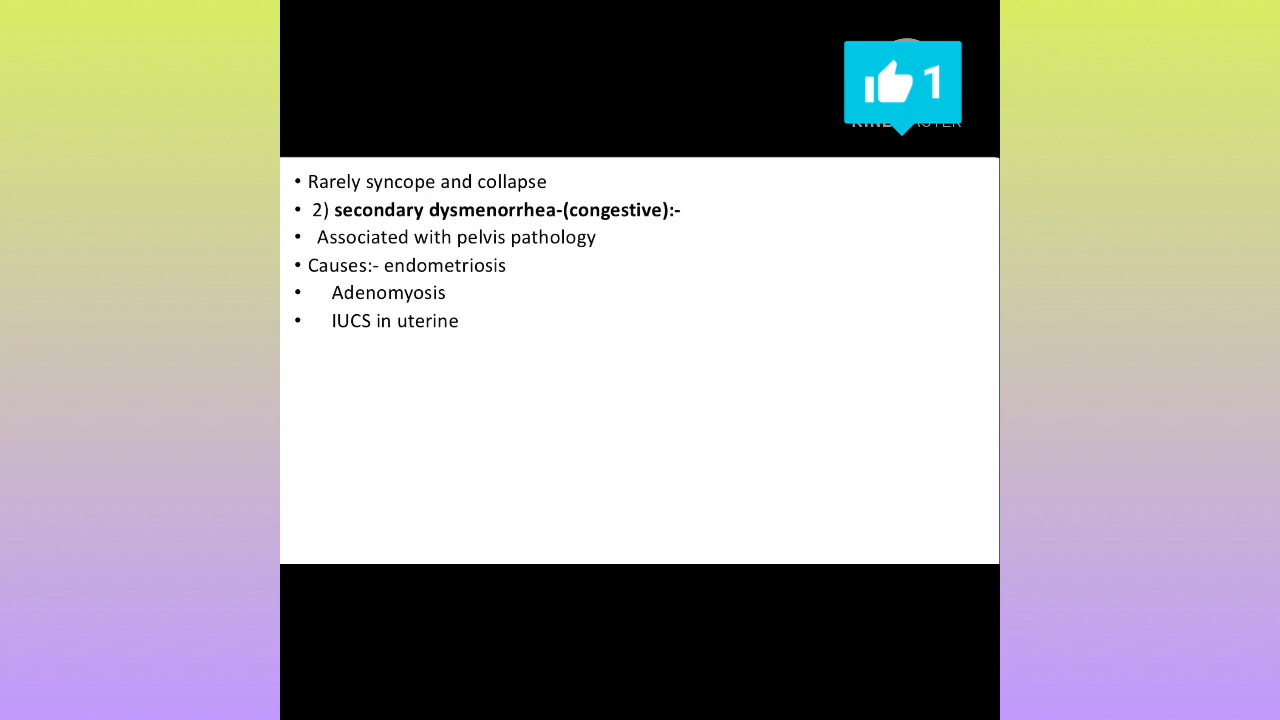 1
• Rarely syncope and collapse
• 2) secondary dysmenorrhea-(congestive):-
• Associated with pelvis pathology
• Causes:- endometriosis
• Adenomyosis
• IUCS in uterine